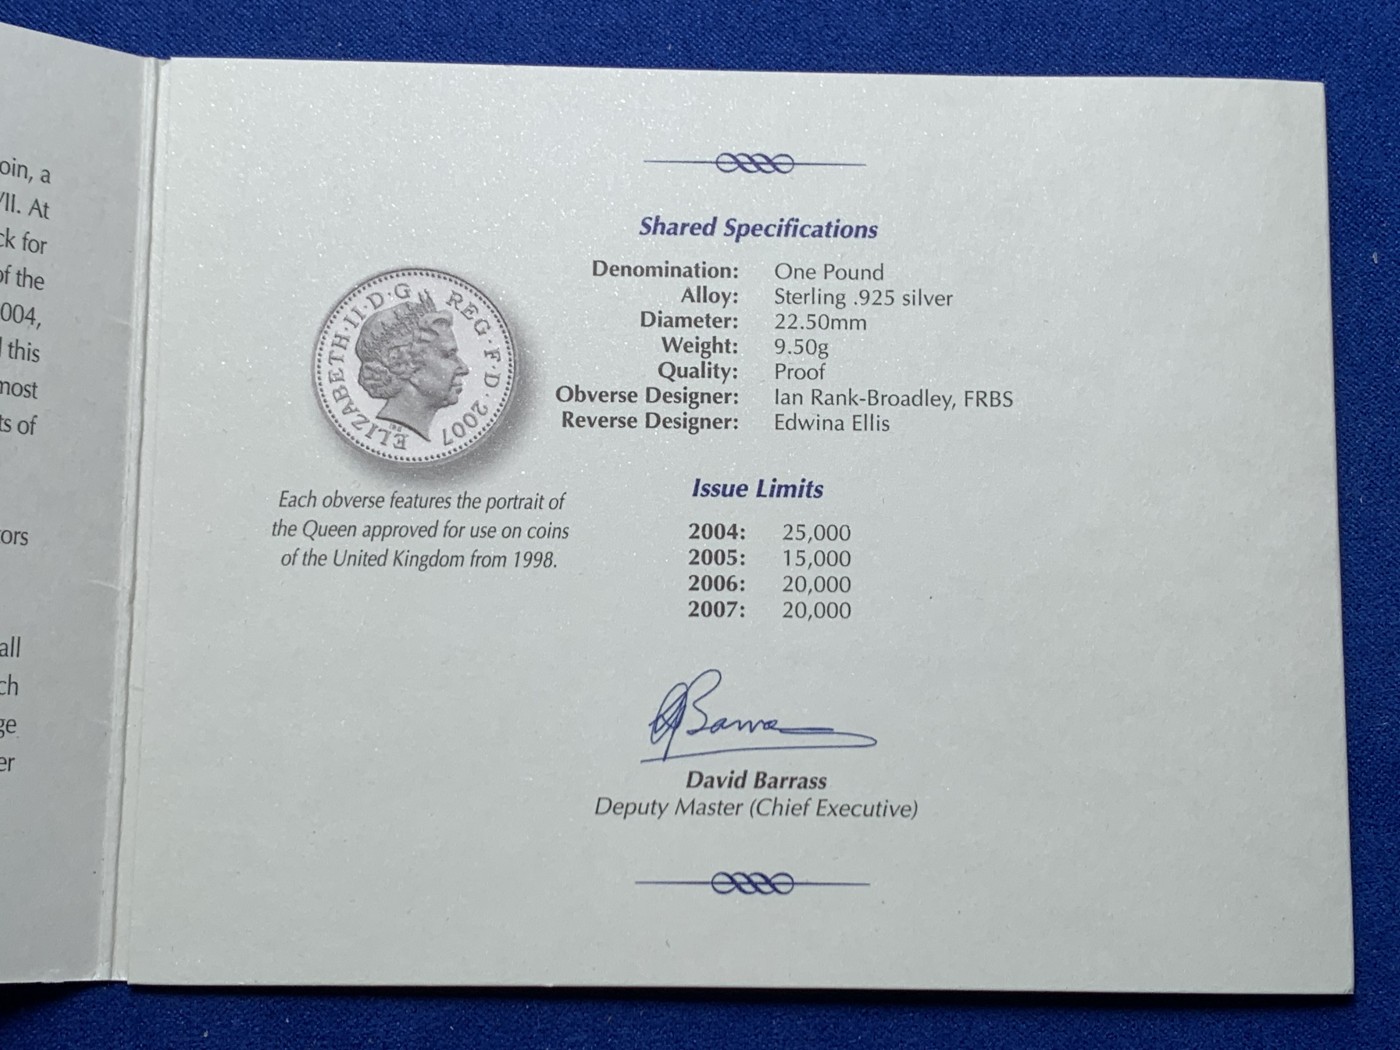 oin, a
VII. At
ck for
of the
004,
this
most
ts of
ors
all
ch
ge
er
ELIZABETH·II·D·G REG·F·D·2007
Each obverse features the portrait of
the Queen approved for use on coins
of the United Kingdom from 1998.
Shared Specifications
Denomination: One Pound
Alloy: Sterling .925 silver
Diameter: 22.50mm
Weight: 9.50g
Quality: Proof
Obverse Designer: Ian Rank-Broadley, FRBS
Reverse Designer: Edwina Ellis
Issue Limits
2004: 25,000
2005: 15,000
2006: 20,000
2007: 20,000
David Barrass
Deputy Master (Chief Executive)